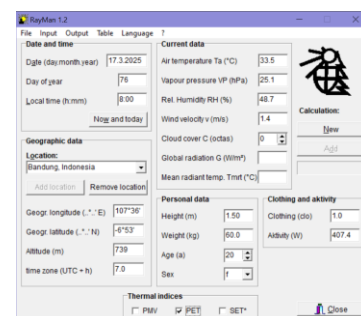 RayMan 1.2
File Input Output Table Language ?
Date and time
Date (day.month.year) 17.3.2025
Day of year 76
Local time (h:mm) 8:00
Now and today
Geographic data
Location:
Bandung, Indonesia
Add location Remove location
Geogr. longitude (..°..' E) 107°36'
Geogr. latitude (..°..' N) -6°53'
Altitude (m) 739
time zone (UTC + h) 7.0
Current data
Air temperature Ta (°C) 33.5
Vapour pressure VP (hPa) 25.1
Rel. Humidity RH (%) 48.7
Wind velocity v (m/s) 1.4
Cloud cover C (octas) 0
Global radiation G (W/m²)
Mean radiant temp. Tmrt (°C)
Calculation:
New
Add
Personal data
Height (m) 1.50
Weight (kg) 60.0
Age (a) 20
Sex f
Clothing and aktivity
Clothing (clo) 1.0
Aktivity (W) 407.4
Thermal indices
PMV PET SET*
Close